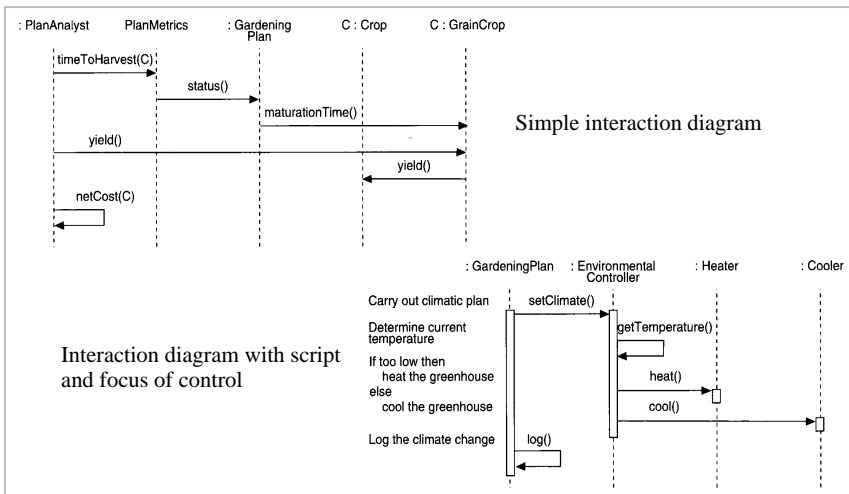 : PlanAnalyst PlanMetrics : Gardening Plan C : Crop C : GrainCrop
timeToHarvest(C)
status()
maturationTime()
Simple interaction diagram
yield()
yield()
netCost(C)
: GardeningPlan : Environmental Controller : Heater : Cooler
Carry out climatic plan setClimate()
Determine current
temperature
getTemperature()
Interaction diagram with script
and focus of control
If too low then
heat the greenhouse
else
cool the greenhouse
heat()
cool()
Log the climate change log()